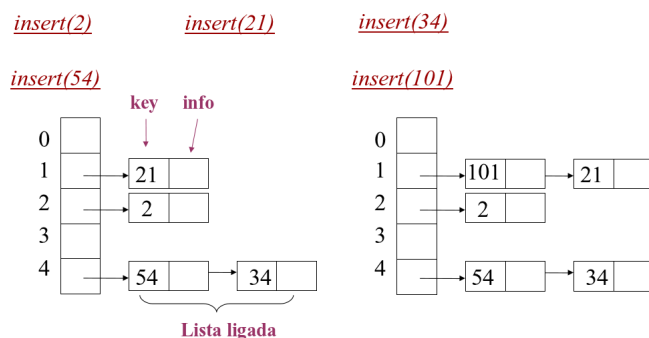 insert(2) insert(21) insert(34)
insert(54) insert(101)
key info
0 0
1 21 1 101 21
2 2 2 2
3 3
4 54 34 4 54 34
Lista ligada